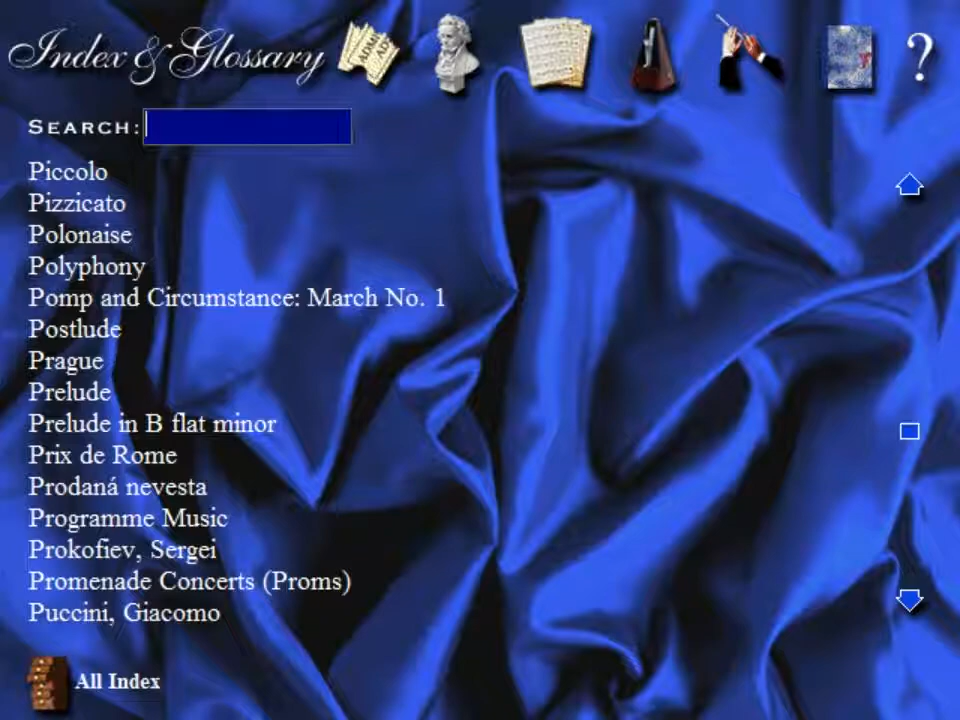 Index & Glossary
ADMI
?
SEARCH:
Piccolo
Pizzicato
Polonaise
Polyphony
Pomp and Circumstance: March No. 1
Postlude
Prague
Prelude
Prelude in B flat minor
Prix de Rome
Prodaná nevesta
Programme Music
Prokofiev, Sergei
Promenade Concerts (Proms)
Puccini, Giacomo
All Index